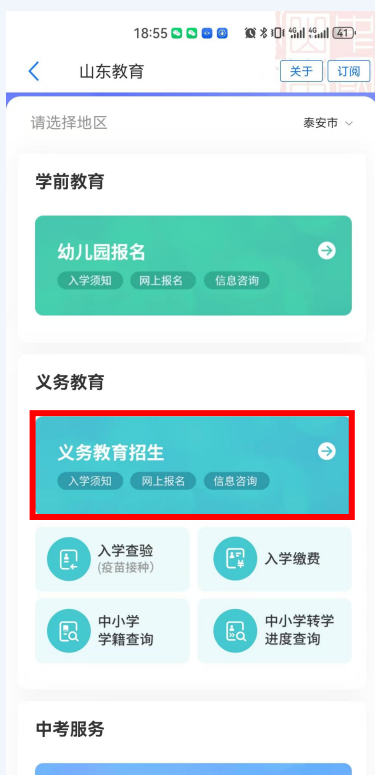 18:55 4G 4G 41
山东教育 关于 订阅
请选择地区 泰安市
学前教育
幼儿园报名
入学须知 网上报名 信息咨询
义务教育
义务教育招生
入学须知 网上报名 信息咨询
入学查验
(疫苗接种)
入学缴费
中小学
学籍查询
中小学转学
进度查询
中考服务